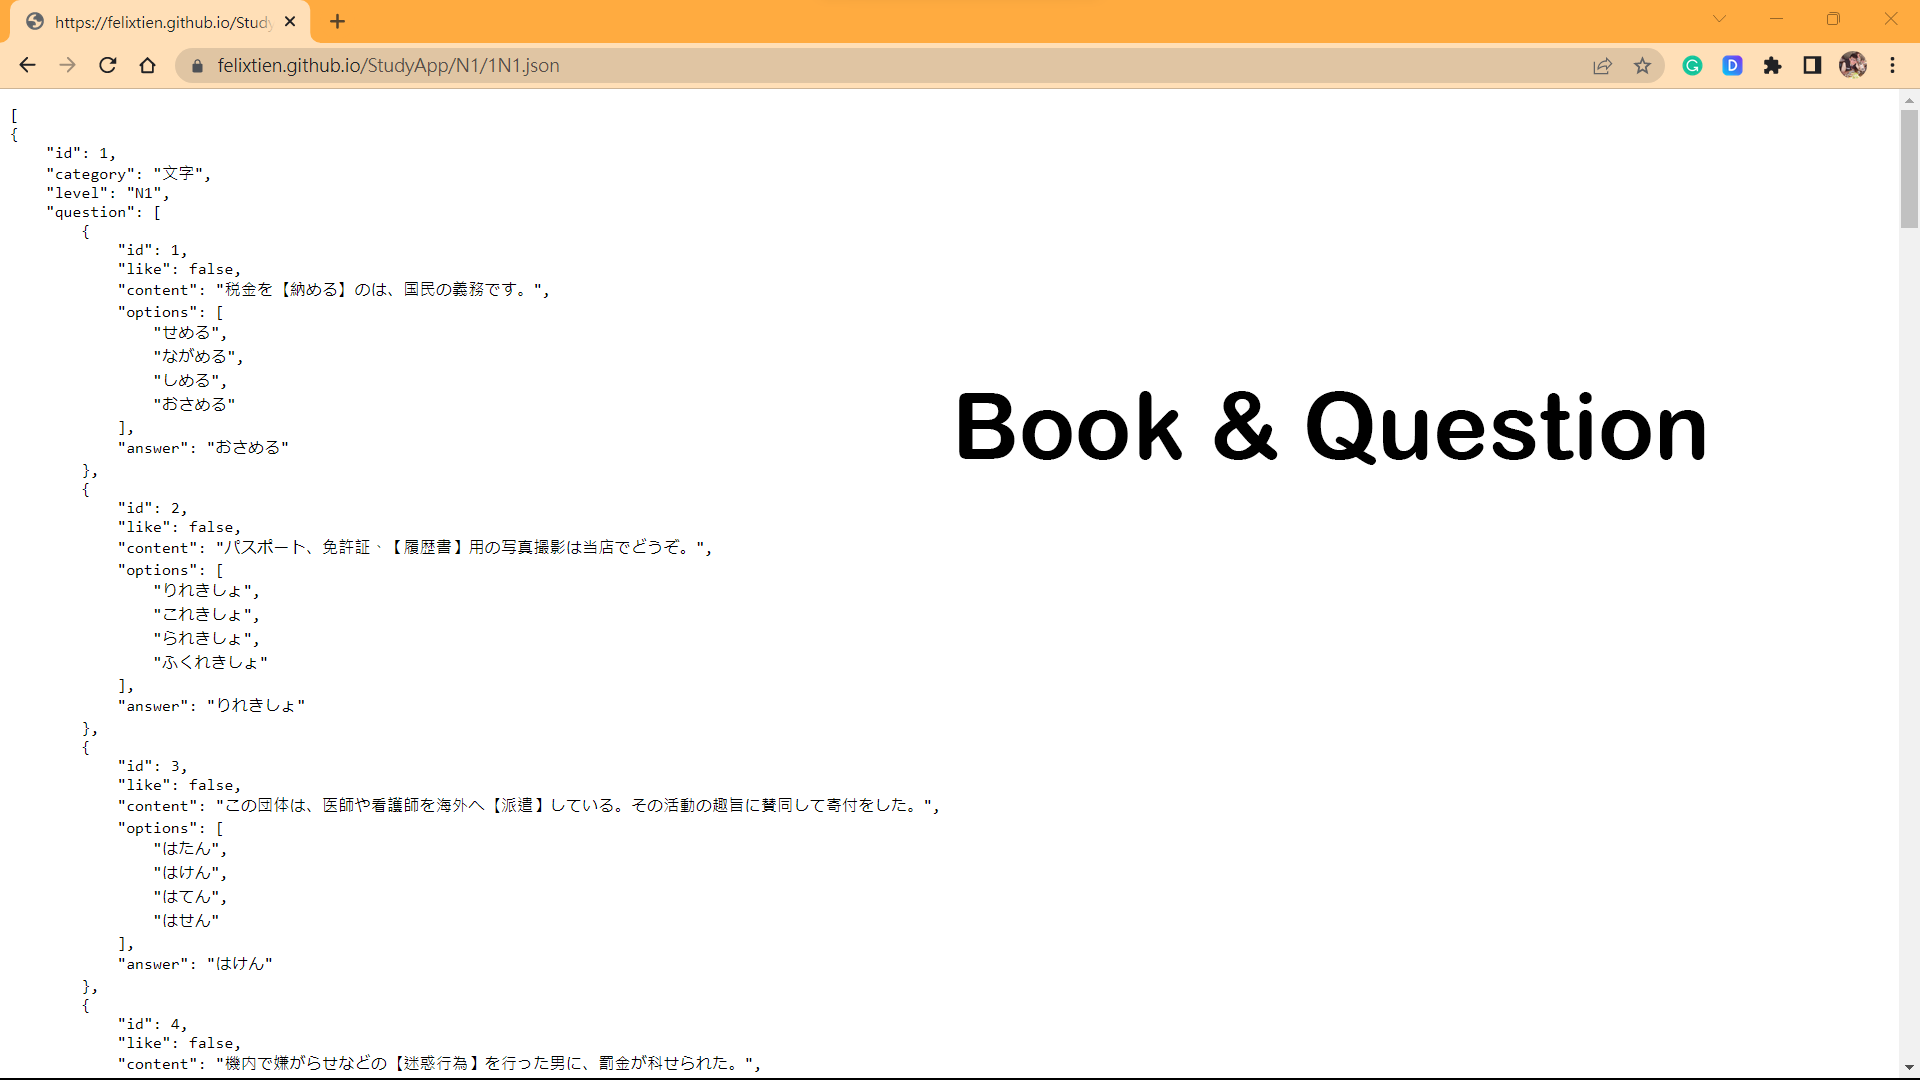 https://felixtien.github.io/Study
felixtien.github.io/StudyApp/N1/1N1.json
[
{
    "id": 1,
    "category": "文字",
    "level": "N1",
    "question": [
        {
            "id": 1,
            "like": false,
            "content": "税金を【納める】のは、国民の義務です。",
            "options": [
                "せめる",
                "ながめる",
                "しめる",
                "おさめる"
            ],
            "answer": "おさめる"
        },
        {
            "id": 2,
            "like": false,
            "content": "パスポート、免許証、【履歴書】用の写真撮影は当店でどうぞ。",
            "options": [
                "りれきしょ",
                "これきしょ",
                "られきしょ",
                "ふくれきしょ"
            ],
            "answer": "りれきしょ"
        },
        {
            "id": 3,
            "like": false,
            "content": "この団体は、医師や看護師を海外へ【派遣】している。その活動の趣旨に賛同して寄付をした。",
            "options": [
                "はたん",
                "はけん",
                "はてん",
                "はせん"
            ],
            "answer": "はけん"
        },
        {
            "id": 4,
            "like": false,
            "content": "機内で嫌がらせなどの【迷惑行為】を行った男に、罰金が科せられた。",
Book & Question